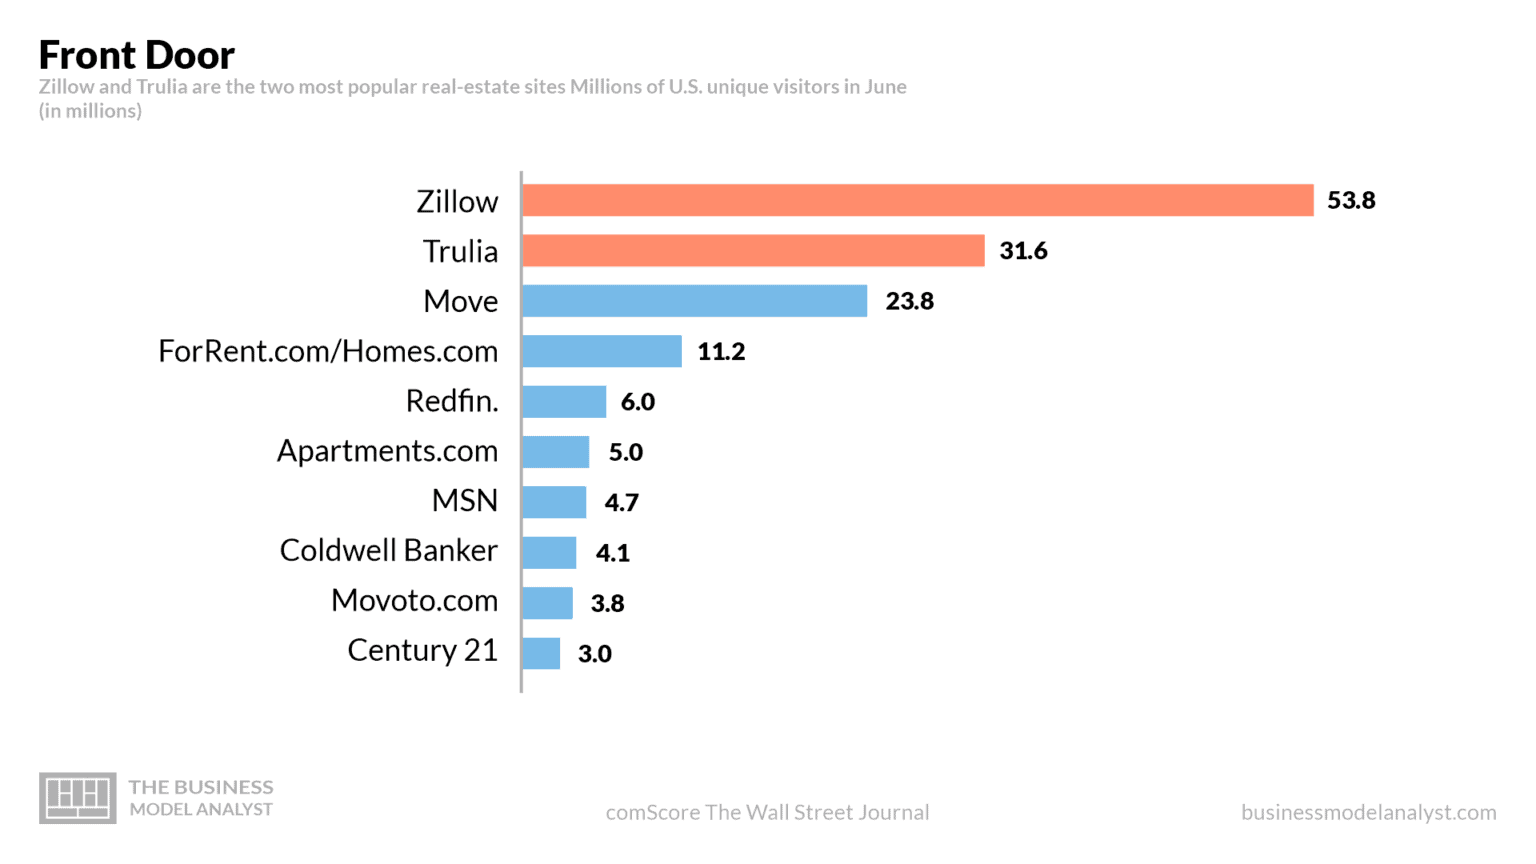 Front Door
Zillow and Trulia are the two most popular real-estate sites Millions of U.S. unique visitors in June
(in millions)
Zillow 53.8
Trulia 31.6
Move 23.8
ForRent.com/Homes.com 11.2
Redfin. 6.0
Apartments.com 5.0
MSN 4.7
Coldwell Banker 4.1
Movoto.com 3.8
Century 21 3.0
THE BUSINESS
MODEL ANALYST
comScore The Wall Street Journal
businessmodelanalyst.com